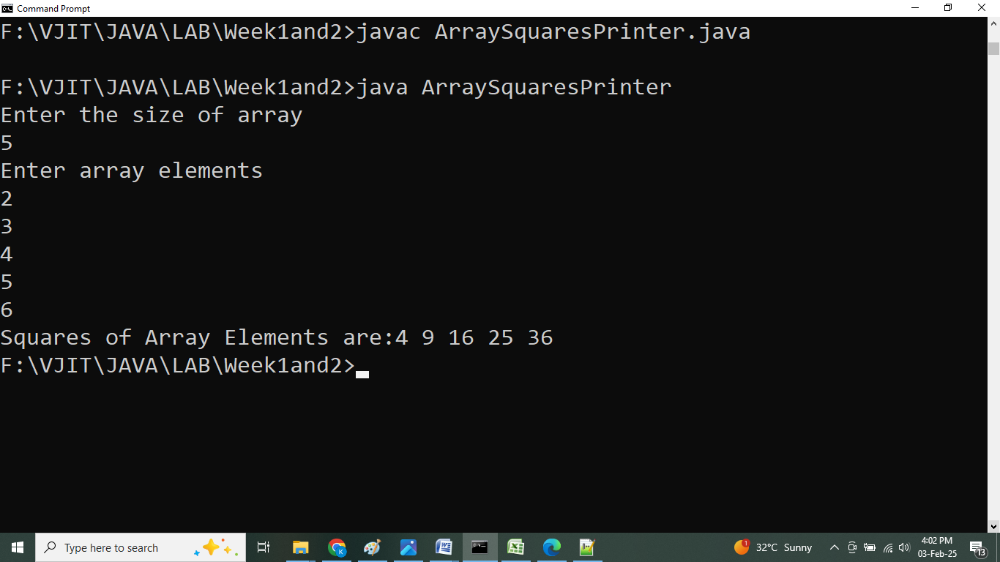 Command Prompt
F:\VJIT\JAVA\LAB\Week1and2>javac ArraySquaresPrinter.java
F:\VJIT\JAVA\LAB\Week1and2>java ArraySquaresPrinter
Enter the size of array
5
Enter array elements
2
3
4
5
6
Squares of Array Elements are:4 9 16 25 36
F:\VJIT\JAVA\LAB\Week1and2>
Type here to search
1
32°C Sunny
4:02 PM
03-Feb-25
13